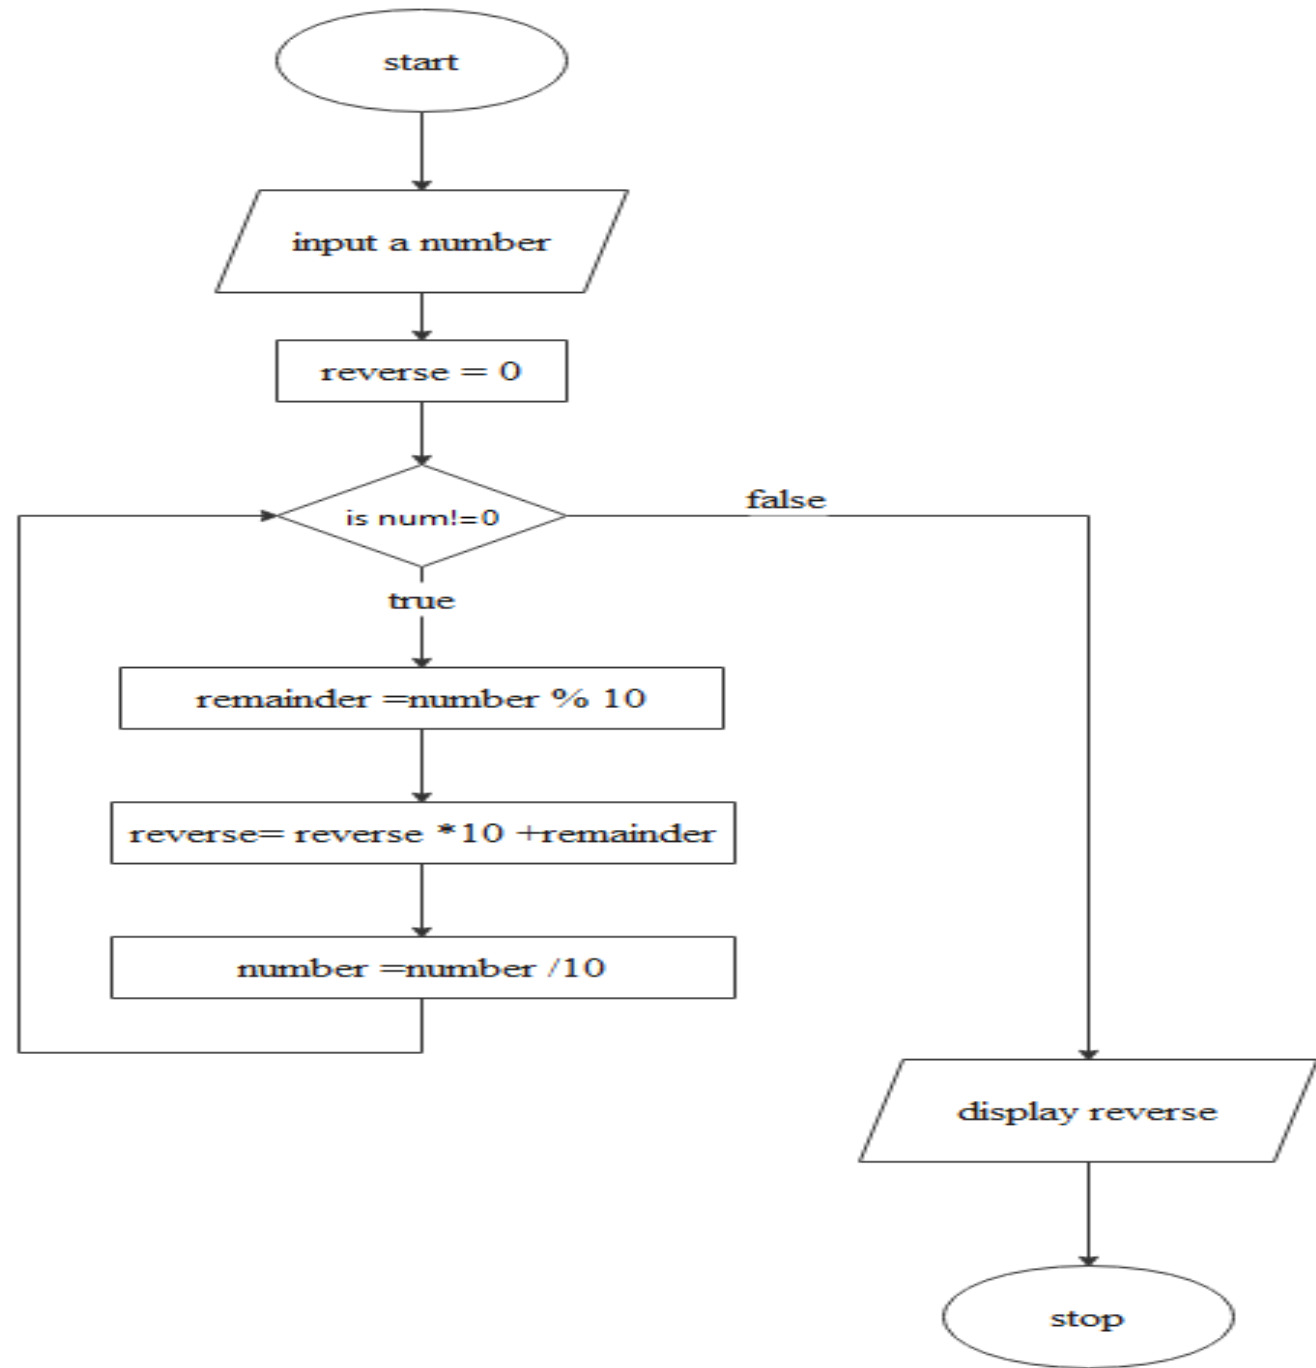 start
input a number
reverse = 0
is num!=0
false
true
remainder =number % 10
reverse= reverse *10 +remainder
number =number /10
display reverse
stop